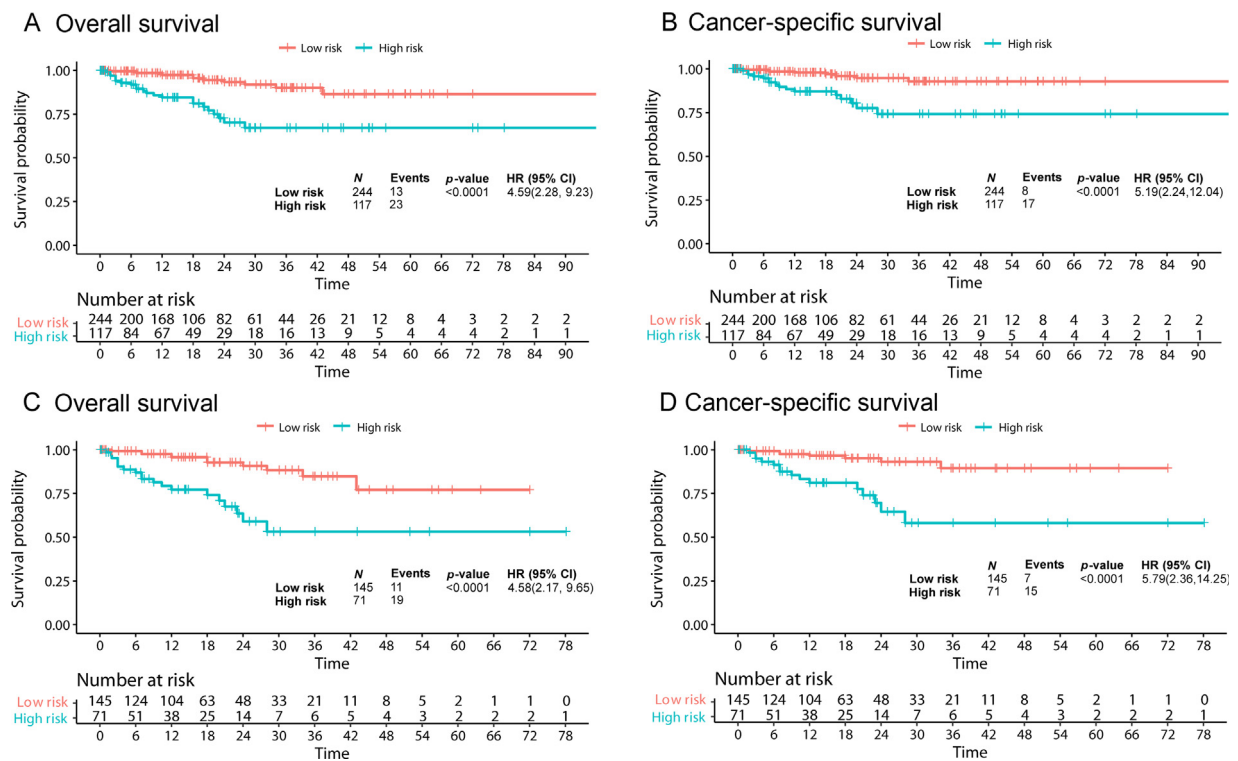 A Overall survival
Low risk High risk
Survival probability
1.00
0.75
0.50
0.25
0.00
N Events p-value HR (95% CI)
Low risk 244 13 <0.0001 4.59(2.28, 9.23)
High risk 117 23
0 6 12 18 24 30 36 42 48 54 60 66 72 78 84 90
Time
Number at risk
Low risk 244 200 168 106 82 61 44 26 21 12 8 4 3 2 2 2
High risk 117 84 67 49 29 18 16 13 9 5 4 4 4 2 1 1
0 6 12 18 24 30 36 42 48 54 60 66 72 78 84 90
Time
B Cancer-specific survival
Low risk High risk
Survival probability
1.00
0.75
0.50
0.25
0.00
N Events p-value HR (95% CI)
Low risk 244 8 <0.0001 5.19(2.24,12.04)
High risk 117 17
0 6 12 18 24 30 36 42 48 54 60 66 72 78 84 90
Time
Number at risk
Low risk 244 200 168 106 82 61 44 26 21 12 8 4 3 2 2 2
High risk 117 84 67 49 29 18 16 13 9 5 4 4 4 2 1 1
0 6 12 18 24 30 36 42 48 54 60 66 72 78 84 90
Time
C Overall survival
Low risk High risk
Survival probability
1.00
0.75
0.50
0.25
0.00
N Events p-value HR (95% CI)
Low risk 145 11 <0.0001 4.58(2.17, 9.65)
High risk 71 19
0 6 12 18 24 30 36 42 48 54 60 66 72 78
Time
Number at risk
Low risk 145 124 104 63 48 33 21 11 8 5 2 1 1 0
High risk 71 51 38 25 14 7 6 5 4 3 2 2 2 1
0 6 12 18 24 30 36 42 48 54 60 66 72 78
Time
D Cancer-specific survival
Low risk High risk
Survival probability
1.00
0.75
0.50
0.25
0.00
N Events p-value HR (95% CI)
Low risk 145 7 <0.0001 5.79(2.36,14.25)
High risk 71 15
0 6 12 18 24 30 36 42 48 54 60 66 72 78
Time
Number at risk
Low risk 145 124 104 63 48 33 21 11 8 5 2 1 1 0
High risk 71 51 38 25 14 7 6 5 4 3 2 2 2 1
0 6 12 18 24 30 36 42 48 54 60 66 72 78
Time